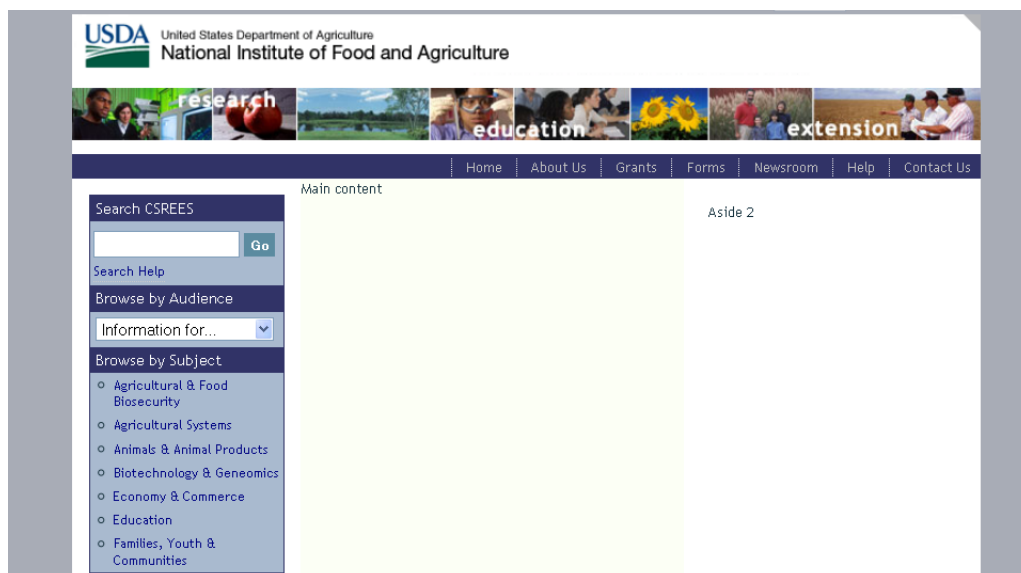 USDA
United States Department of Agriculture
National Institute of Food and Agriculture
research
education
extension
Home
About Us
Grants
Forms
Newsroom
Help
Contact Us
Search CSREES
Go
Search Help
Browse by Audience
Information for...
Browse by Subject
Agricultural & Food
Biosecurity
Agricultural Systems
Animals & Animal Products
Biotechnology & Geneomics
Economy & Commerce
Education
Families, Youth &
Communities
Main content
Aside 2